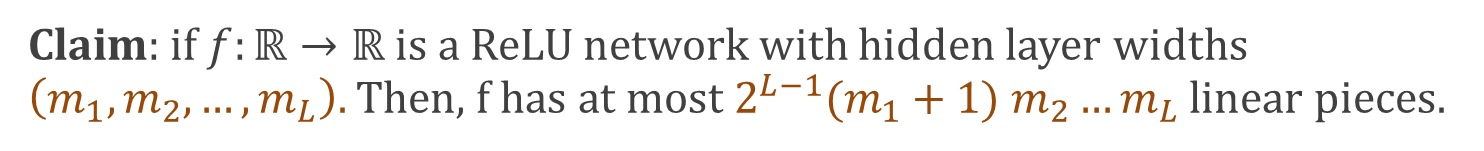 Claim: if f: ℝ → ℝ is a ReLU network with hidden layer widths
(m₁, m₂, ..., m_L). Then, f has at most 2^{L−1}(m₁ + 1) m₂ ... m_L linear pieces.